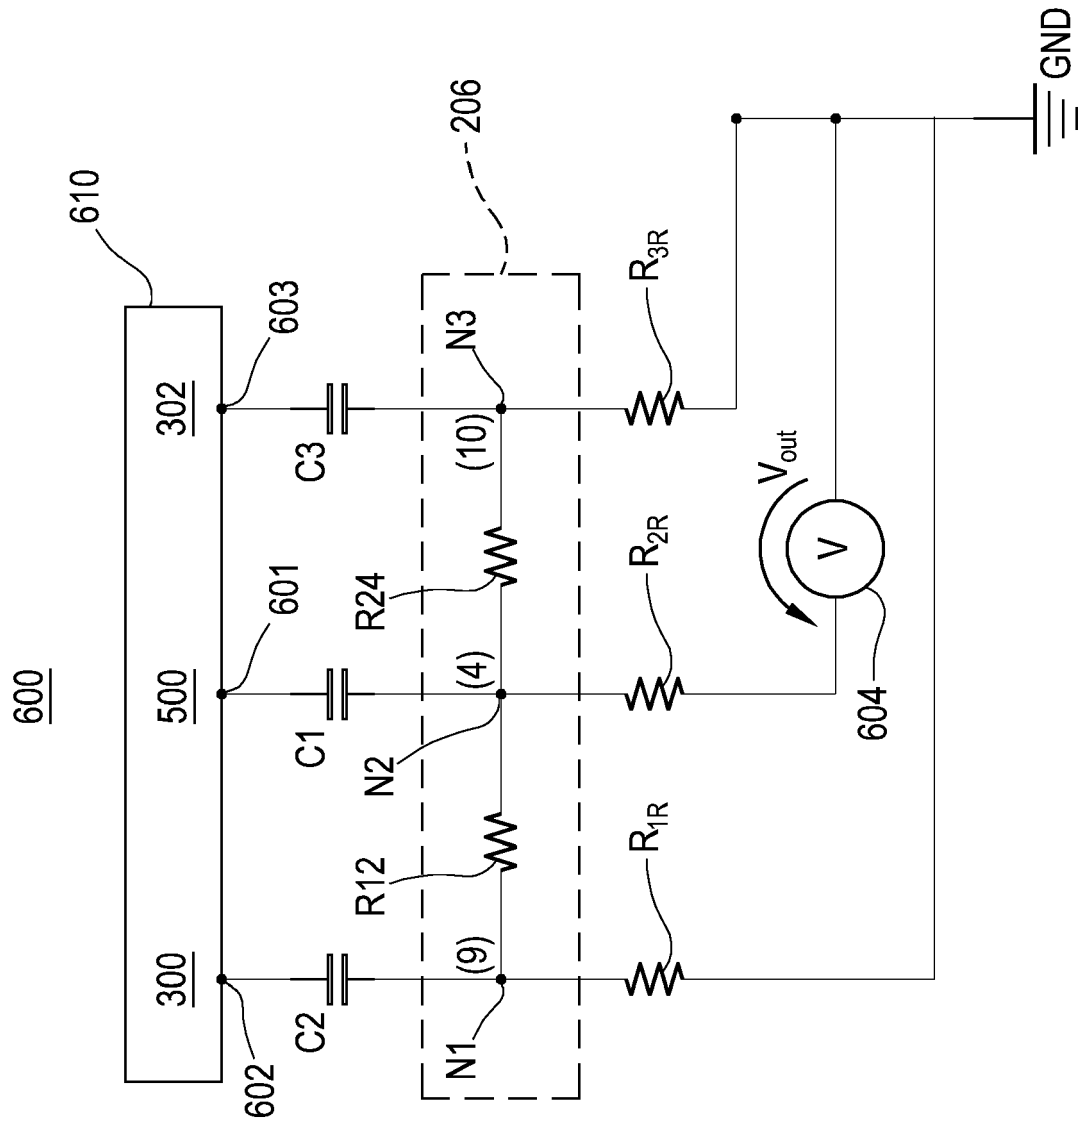 600
610
300
500
302
602
601
603
C2
C1
C3
206
N1
(9)
R12
N2
(4)
R24
(10)
N3
R1R
R2R
R3R
Vout
V
604
GND